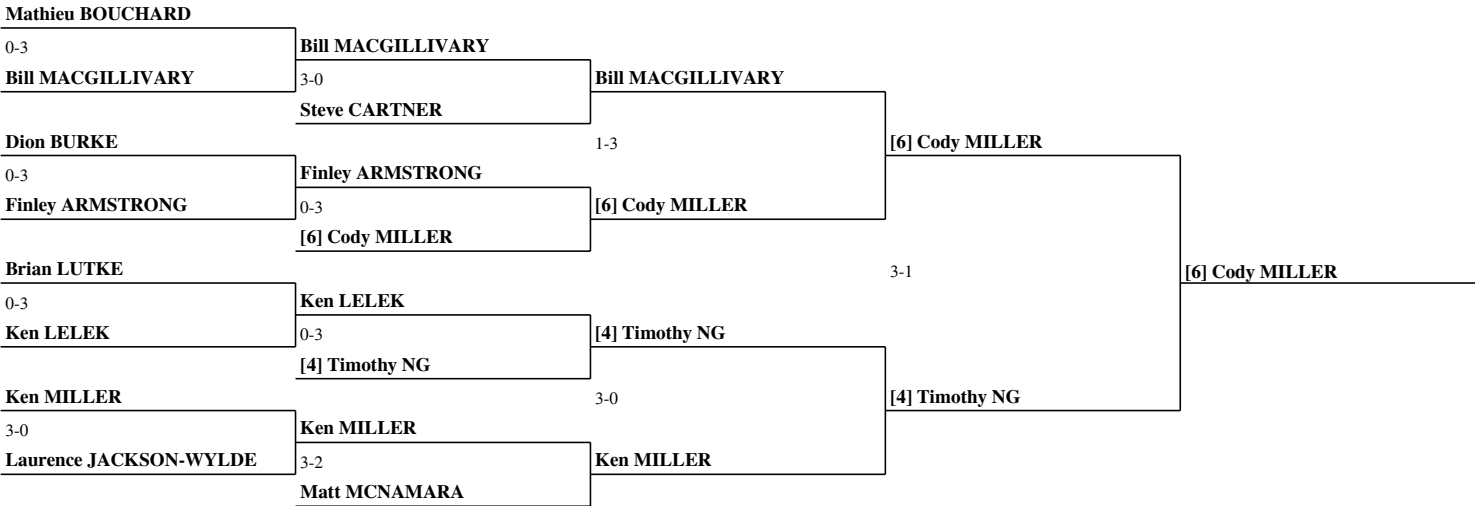 Mathieu BOUCHARD
0-3
Bill MACGILLIVARY
Bill MACGILLIVARY
3-0
Bill MACGILLIVARY
Steve CARTNER
Dion BURKE
1-3
[6] Cody MILLER
0-3
Finley ARMSTRONG
Finley ARMSTRONG
0-3
[6] Cody MILLER
[6] Cody MILLER
Brian LUTKE
3-1
[6] Cody MILLER
0-3
Ken LELEK
Ken LELEK
0-3
[4] Timothy NG
[4] Timothy NG
Ken MILLER
3-0
[4] Timothy NG
3-0
Ken MILLER
Laurence JACKSON-WYLDE
3-2
Ken MILLER
Matt MCNAMARA